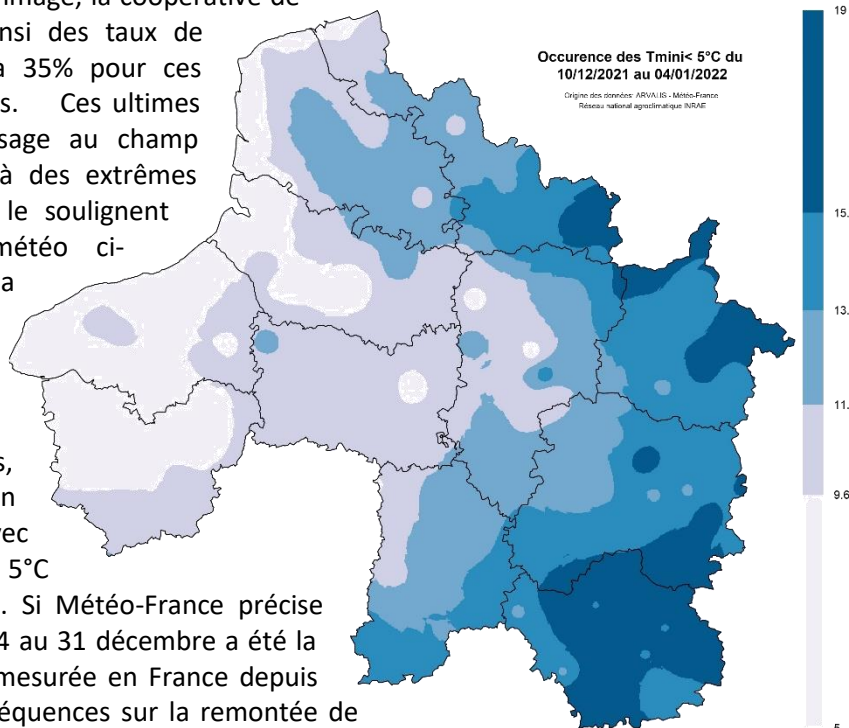 mmage, la coopérative de
insi des taux de
à 35% pour ces
s. Ces ultimes
sage au champ
à des extrêmes
le soulignent
météo ci-
a
s,
n
vec
5°C
. Si Météo-France précise
4 au 31 décembre a été la
mesurée en France depuis
séquences sur la remontée de
Occurence des Tmini< 5°C du
10/12/2021 au 04/01/2022
Origine des données: ARVALIS - Météo-France
Réseau national agroclimatique INRAE
19
15.
13.
11.
9.6
5